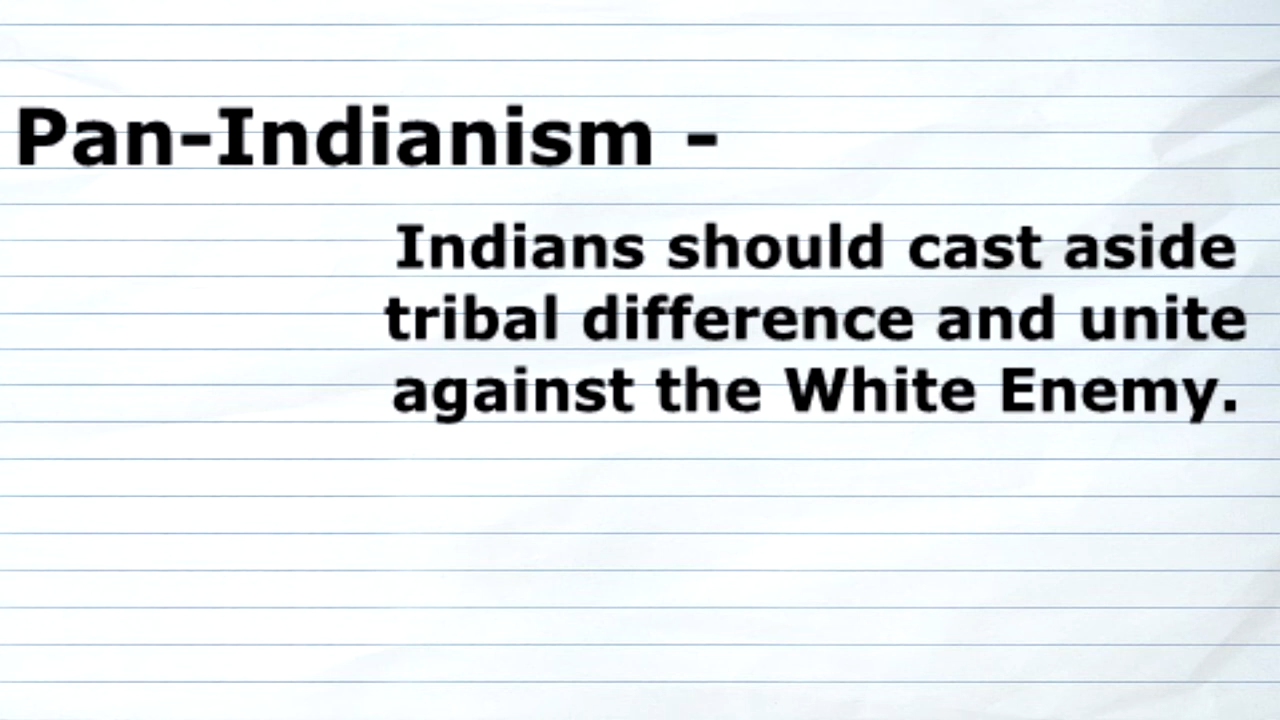 Pan-Indianism -
Indians should cast aside
tribal difference and unite
against the White Enemy.